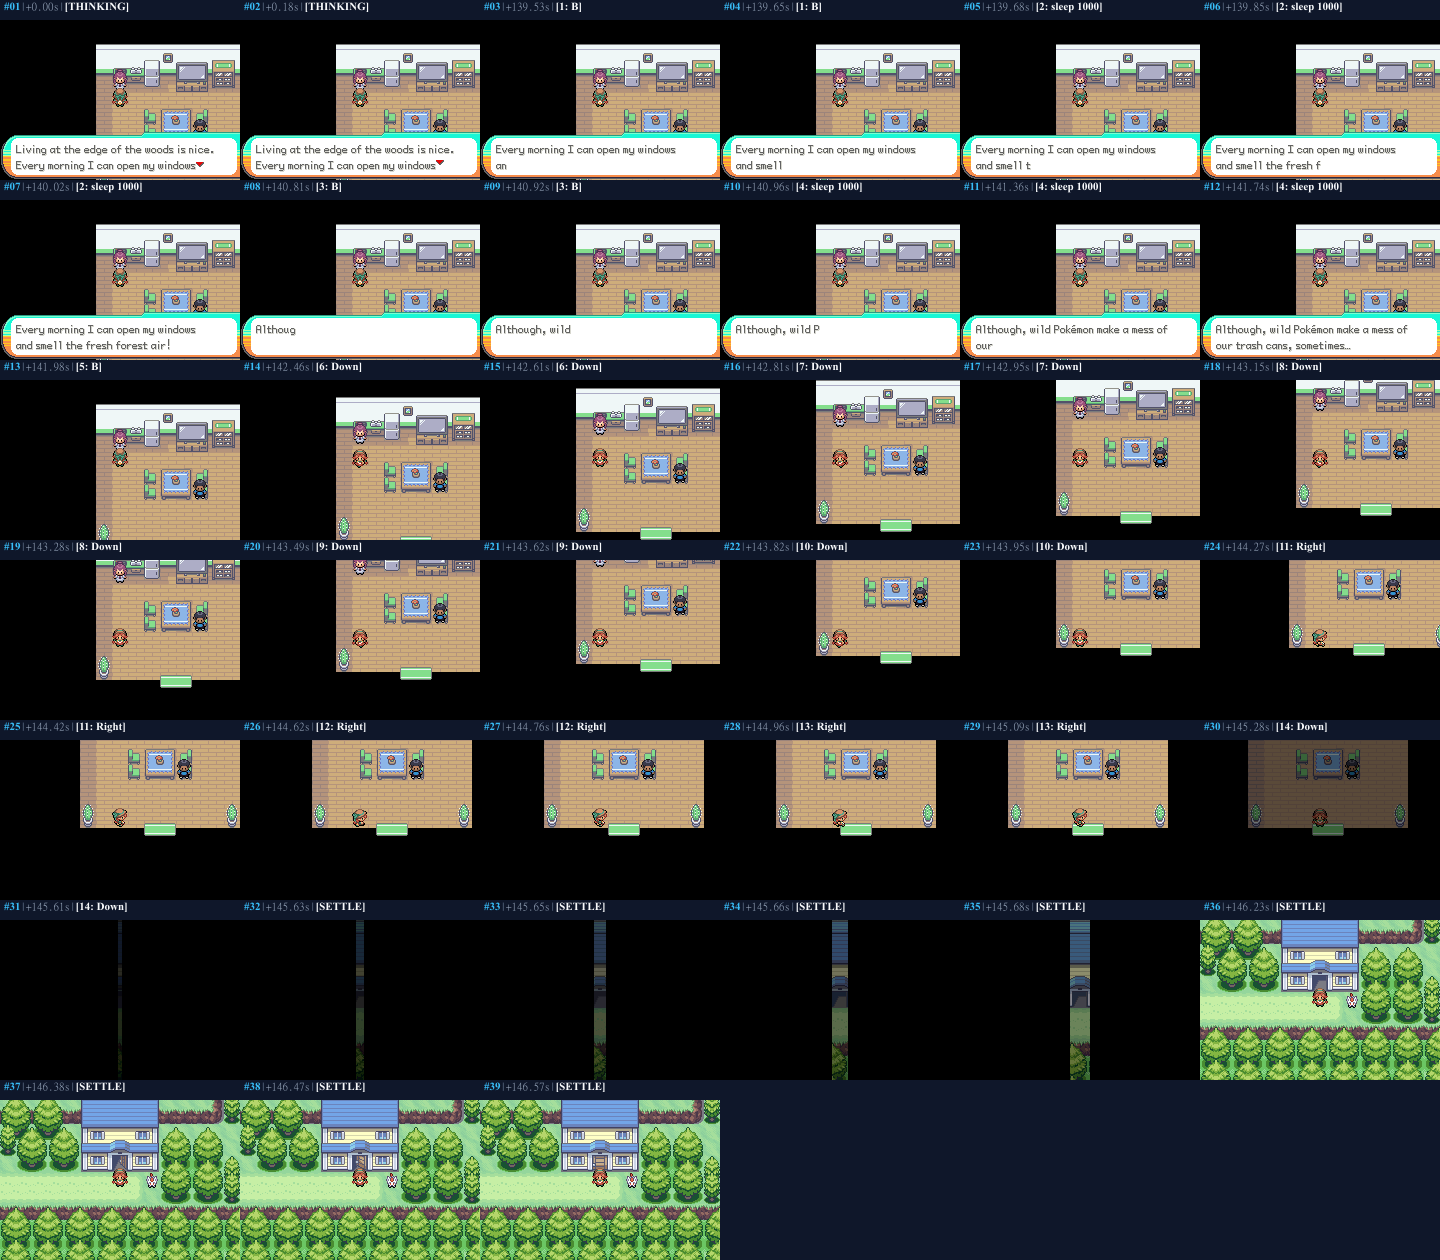 #01|+0.00s|[THINKING]
#02|+0.18s|[THINKING]
#03|+139.53s|[1: B]
#04|+139.65s|[1: B]
#05|+139.68s|[2: sleep 1000]
#06|+139.85s|[2: sleep 1000]
Living at the edge of the woods is nice.
Every morning I can open my windows
Living at the edge of the woods is nice.
Every morning I can open my windows
Every morning I can open my windows
an
Every morning I can open my windows
and smell
Every morning I can open my windows
and smell t
Every morning I can open my windows
and smell the fresh f
#07|+140.02s|[2: sleep 1000]
#08|+140.81s|[3: B]
#09|+140.92s|[3: B]
#10|+140.96s|[4: sleep 1000]
#11|+141.36s|[4: sleep 1000]
#12|+141.74s|[4: sleep 1000]
Every morning I can open my windows
and smell the fresh forest air!
Althoug
Although, wild
Although, wild P
Although, wild Pokémon make a mess of
our
Although, wild Pokémon make a mess of
our trash cans, sometimes…
#13|+141.98s|[5: B]
#14|+142.46s|[6: Down]
#15|+142.61s|[6: Down]
#16|+142.81s|[7: Down]
#17|+142.95s|[7: Down]
#18|+143.15s|[8: Down]
#19|+143.28s|[8: Down]
#20|+143.49s|[9: Down]
#21|+143.62s|[9: Down]
#22|+143.82s|[10: Down]
#23|+143.95s|[10: Down]
#24|+144.27s|[11: Right]
#25|+144.42s|[11: Right]
#26|+144.62s|[12: Right]
#27|+144.76s|[12: Right]
#28|+144.96s|[13: Right]
#29|+145.09s|[13: Right]
#30|+145.28s|[14: Down]
#31|+145.61s|[14: Down]
#32|+145.63s|[SETTLE]
#33|+145.65s|[SETTLE]
#34|+145.66s|[SETTLE]
#35|+145.68s|[SETTLE]
#36|+146.23s|[SETTLE]
#37|+146.38s|[SETTLE]
#38|+146.47s|[SETTLE]
#39|+146.57s|[SETTLE]